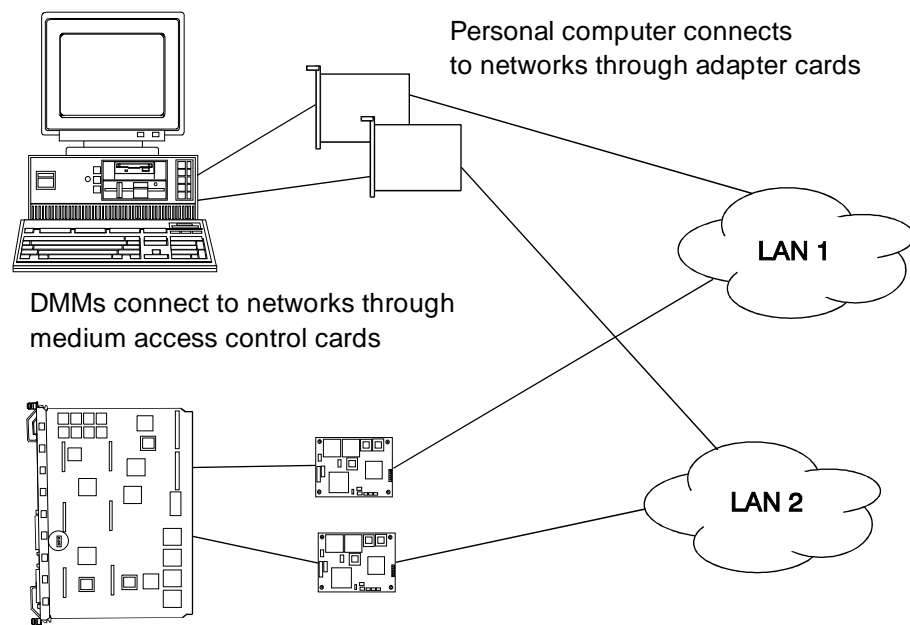 Personal computer connects
to networks through adapter cards
LAN 1
DMMs connect to networks through
medium access control cards
LAN 2